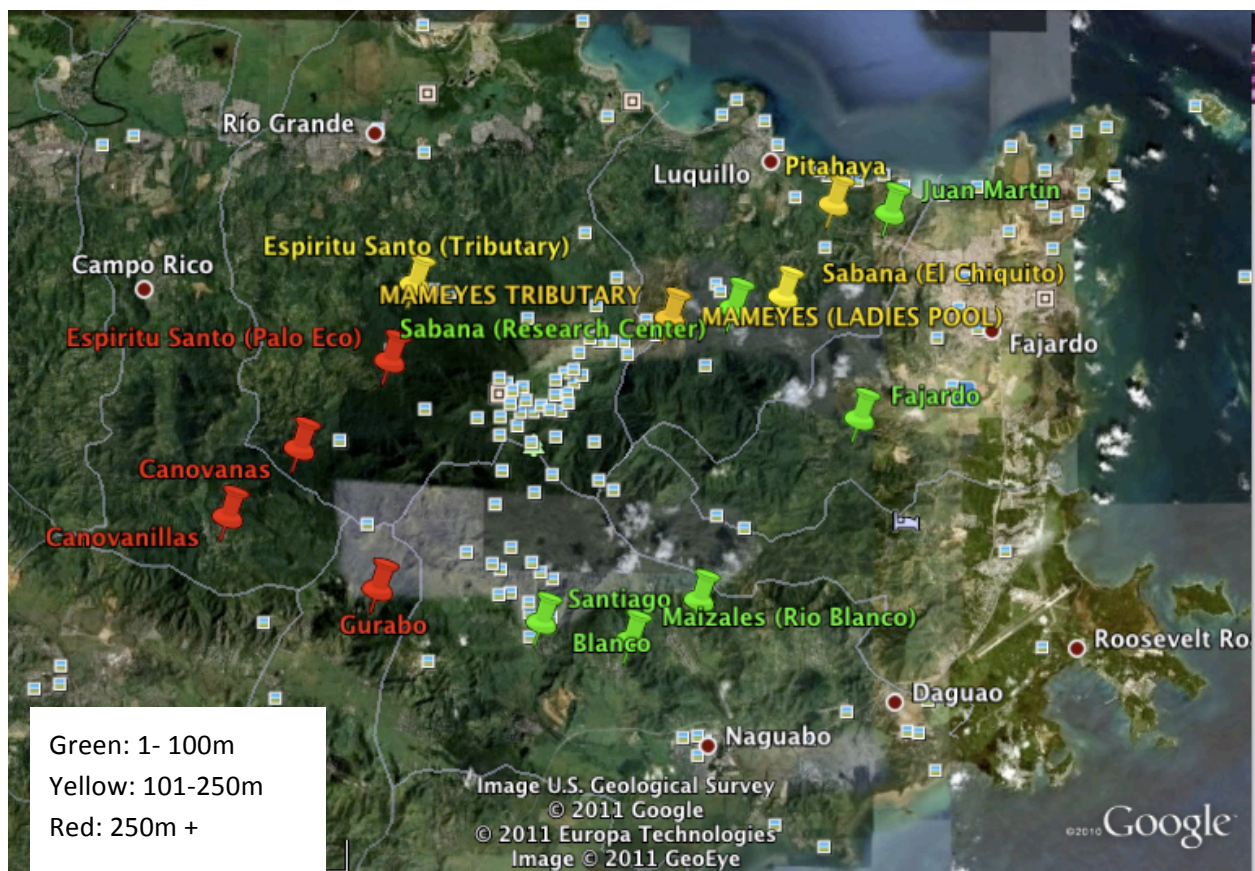 Río Grande
Luquillo
Pitahaya
Juan Martin
Espiritu Santo (Tributary)
Campo Rico
Sabana (El Chiquito)
MAMEYES TRIBUTARY
MAMEYES (LADIES POOL)
Espiritu Santo (Palo Eco)
Sabana (Research Center)
Fajardo
Fajardo
Canovanas
Canovanillas
Gurabo
Santiago
Maizales (Rio Blanco)
Blanco
Roosevelt Ro
Daguao
Naguabo
Green: 1- 100m
Yellow: 101-250m
Red: 250m +
Image U.S. Geological Survey
© 2011 Google
© 2011 Europa Technologies
Image © 2011 GeoEye
©2010 Google